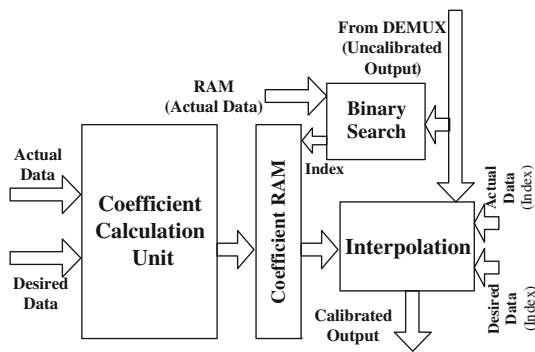 From DEMUX
(Uncalibrated
Output)
RAM
(Actual Data)
Binary
Search
Index
Actual
Data
Desired
Data
Coefficient
Calculation
Unit
Coefficient RAM
Interpolation
Actual
Data
(Index)
Desired
Data
(Index)
Calibrated
Output